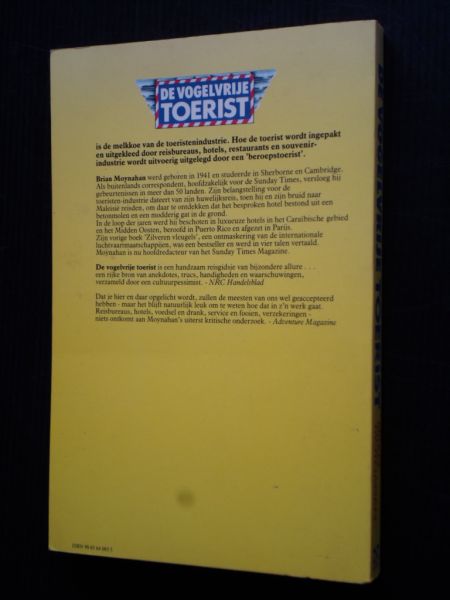 DE VOGELVRIJE
TOERIST
is de melkkoe van de toeristenindustrie. Hoe de toerist wordt ingepakt
en uitgekleed door reisbureaus, hotels, restaurants en souvenir-
industrie wordt uitvoerig uitgelegd door een 'beroepstoerist'.
Brian Moynahan werd geboren in 1941 en studeerde in Sherborne en Cambridge.
Als buitenlands correspondent, hoofdzakelijk voor de Sunday Times, versloeg hij
gebeurtenissen in meer dan 50 landen. Zijn belangstelling voor de
toeristen-industrie dateert van zijn huwelijksreis, toen hij en zijn bruid naar
Maleisië reisden, om daar te ontdekken dat het besproken hotel bestond uit een
betonmolen en een modderig gat in de grond.
In de loop der jaren werd hij beschoten in luxueuze hotels in het Caraïbische gebied
en het Midden Oosten, beroofd in Puerto Rico en afgezet in Parijs.
Zijn vorige boek 'Zilveren vleugels', een ontmaskering van de internationale
luchtvaartmaatschappijen, was een bestseller en werd in vier talen vertaald.
Moynahan is nu hoofdredacteur van het Sunday Times Magazine.
De vogelvrije toerist is een handzaam reisgidsje van bijzondere allure . . .
een rijke bron van anekdotes, trucs, handigheden en waarschuwingen,
verzameld door een cultuurpessimist. - NRC Handelsblad
Dat je hier en daar opgelicht wordt, zullen de meesten van ons wel geaccepteerd
hebben - maar het blijft natuurlijk leuk om te weten hoe dat in z'n werk gaat.
Reisbureaus, hotels, voedsel en drank, service en fooien, verzekeringen -
niets ontkomt aan Moynahan's uiterst kritische onderzoek. - Adventure Magazine